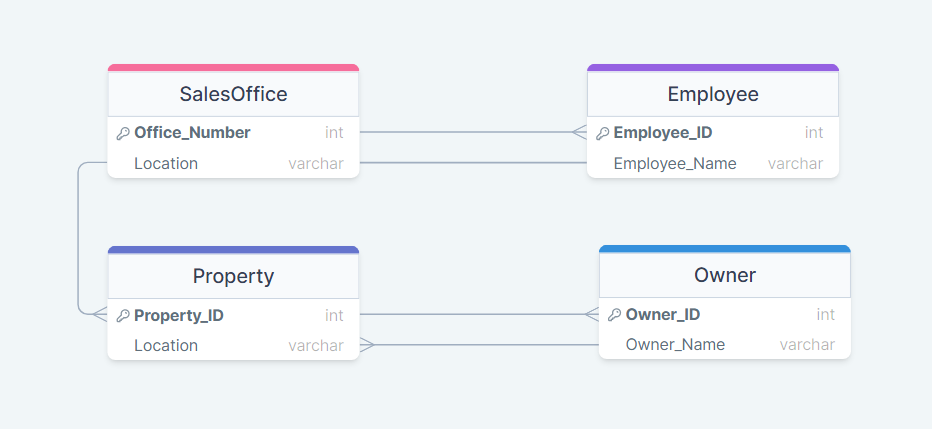 SalesOffice
Office_Number int
Location varchar
Employee
Employee_ID int
Employee_Name varchar
Property
Property_ID int
Location varchar
Owner
Owner_ID int
Owner_Name varchar